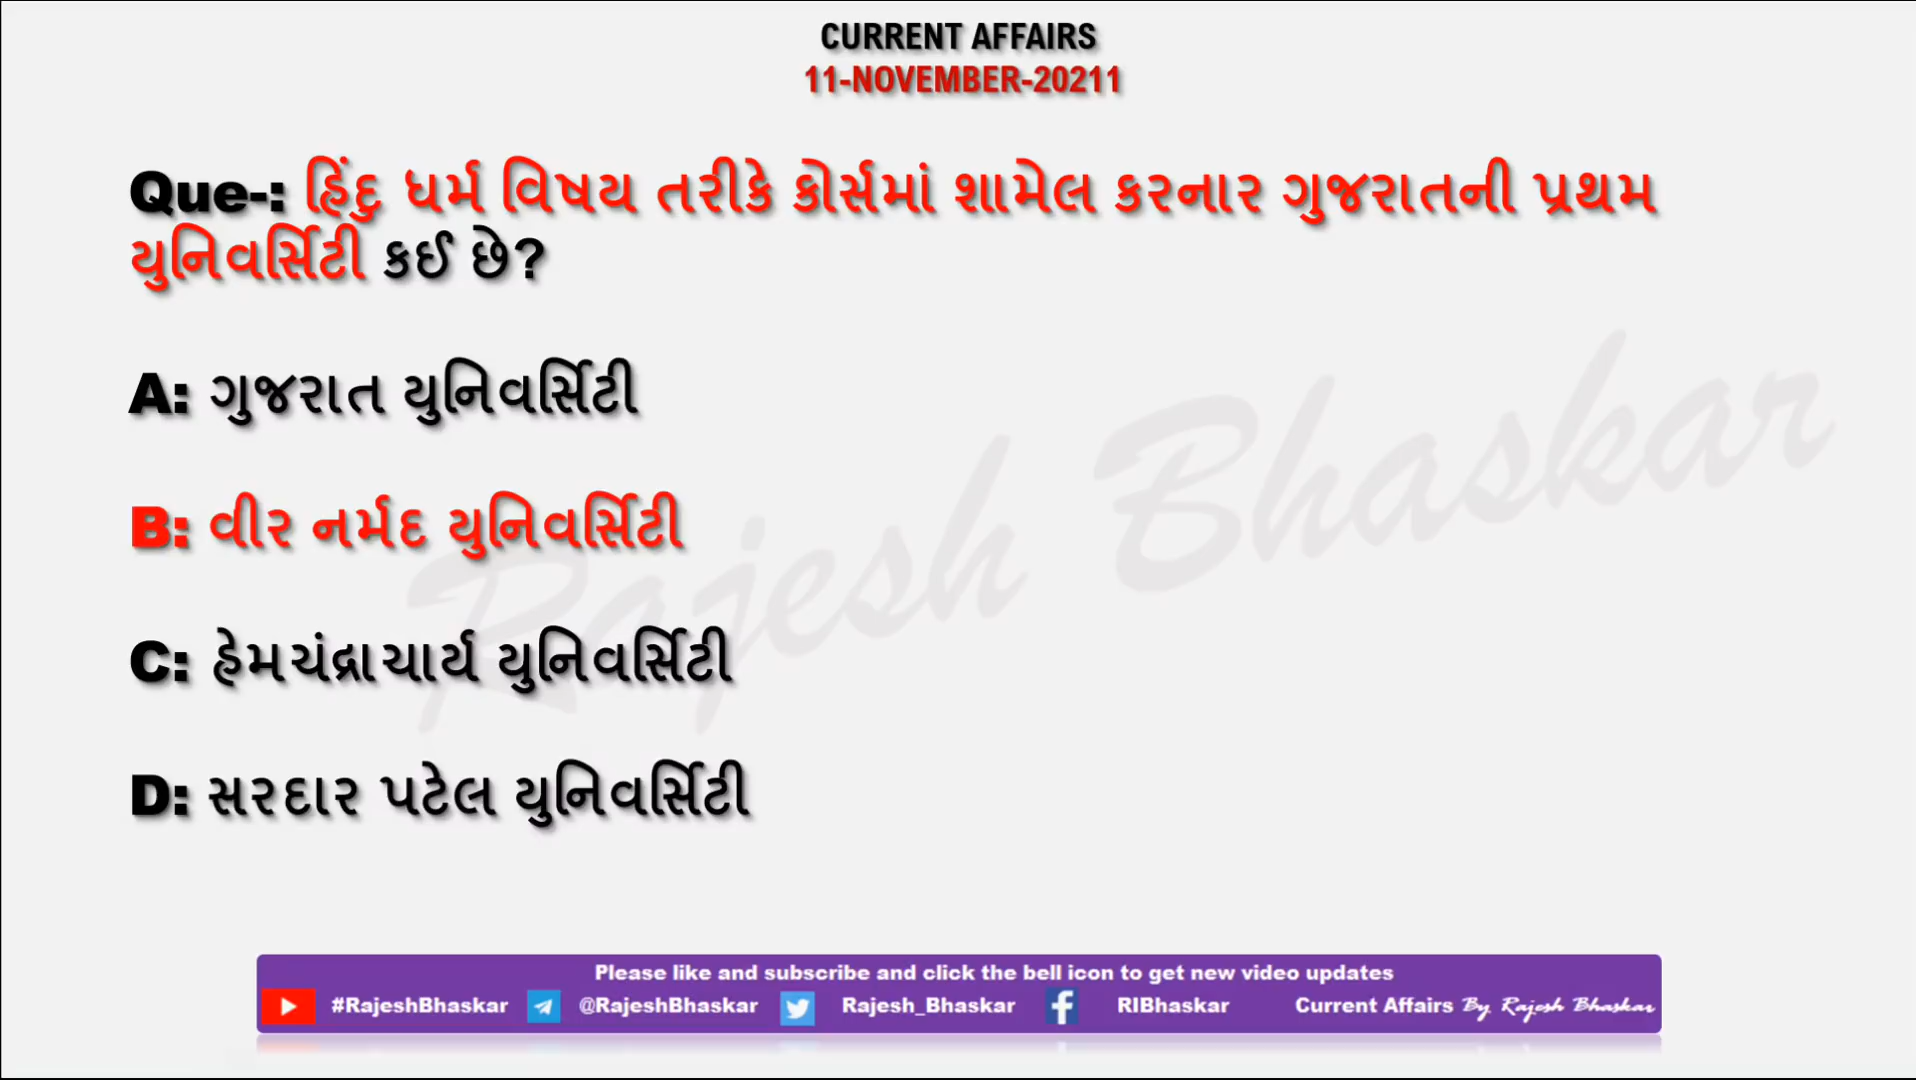 CURRENT AFFAIRS
11-NOVEMBER-20211
Que-: હિંદુ ધર્મ વિષય તરીકે કોર્સમાં શામેલ કરનાર ગુજરાતની પ્રથમ
યુનિવર્સિટી કઈ છે?
A: ગુજરાત યુનિવર્સિટી
B: વીર નર્મદ યુનિવર્સિટી
C: હેમચંદ્રાચાર્ય યુનિવર્સિટી
D: સરદાર પટેલ યુનિવર્સિટી
Rajesh Bhaskar
Please like and subscribe and click the bell icon to get new video updates
#RajeshBhaskar @RajeshBhaskar Rajesh_Bhaskar f RIBhaskar Current Affairs By Rajesh Bhaskar